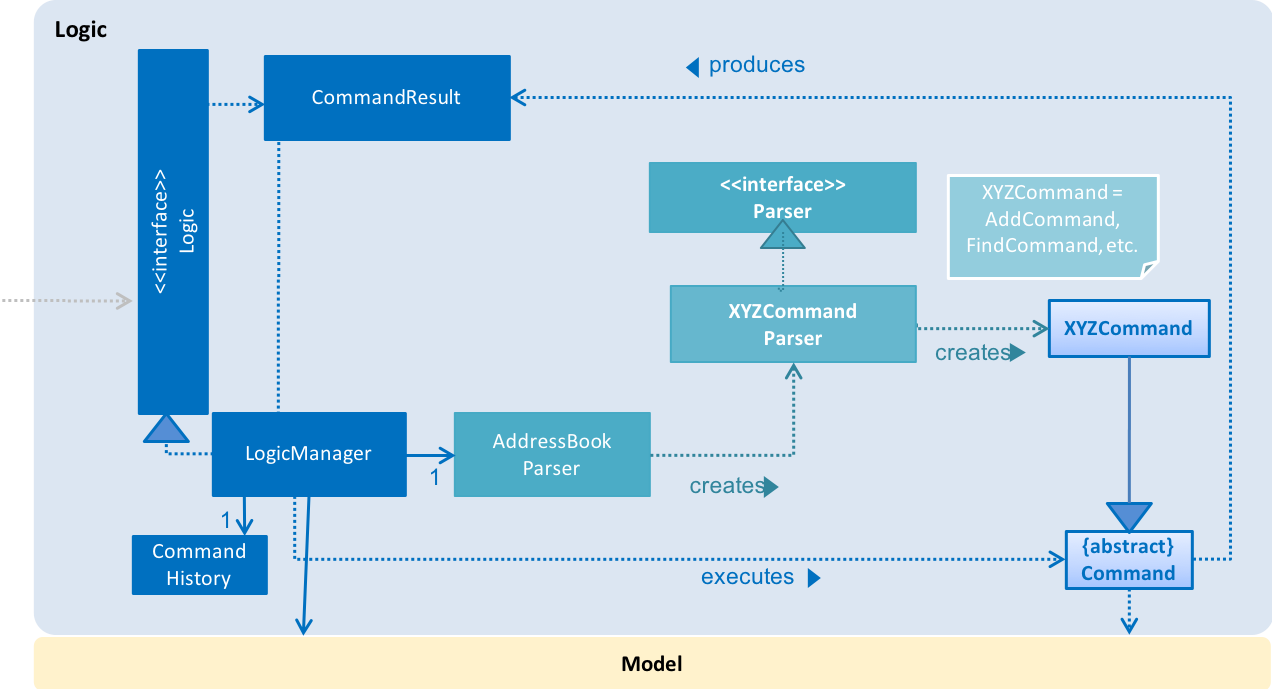 Logic
<<interface>>
Logic
CommandResult
produces
<<interface>>
Parser
XYZCommand =
AddCommand,
FindCommand, etc.
XYZCommand
Parser
creates
XYZCommand
LogicManager
1
AddressBook
Parser
creates
1
Command
History
executes
{abstract}
Command
Model